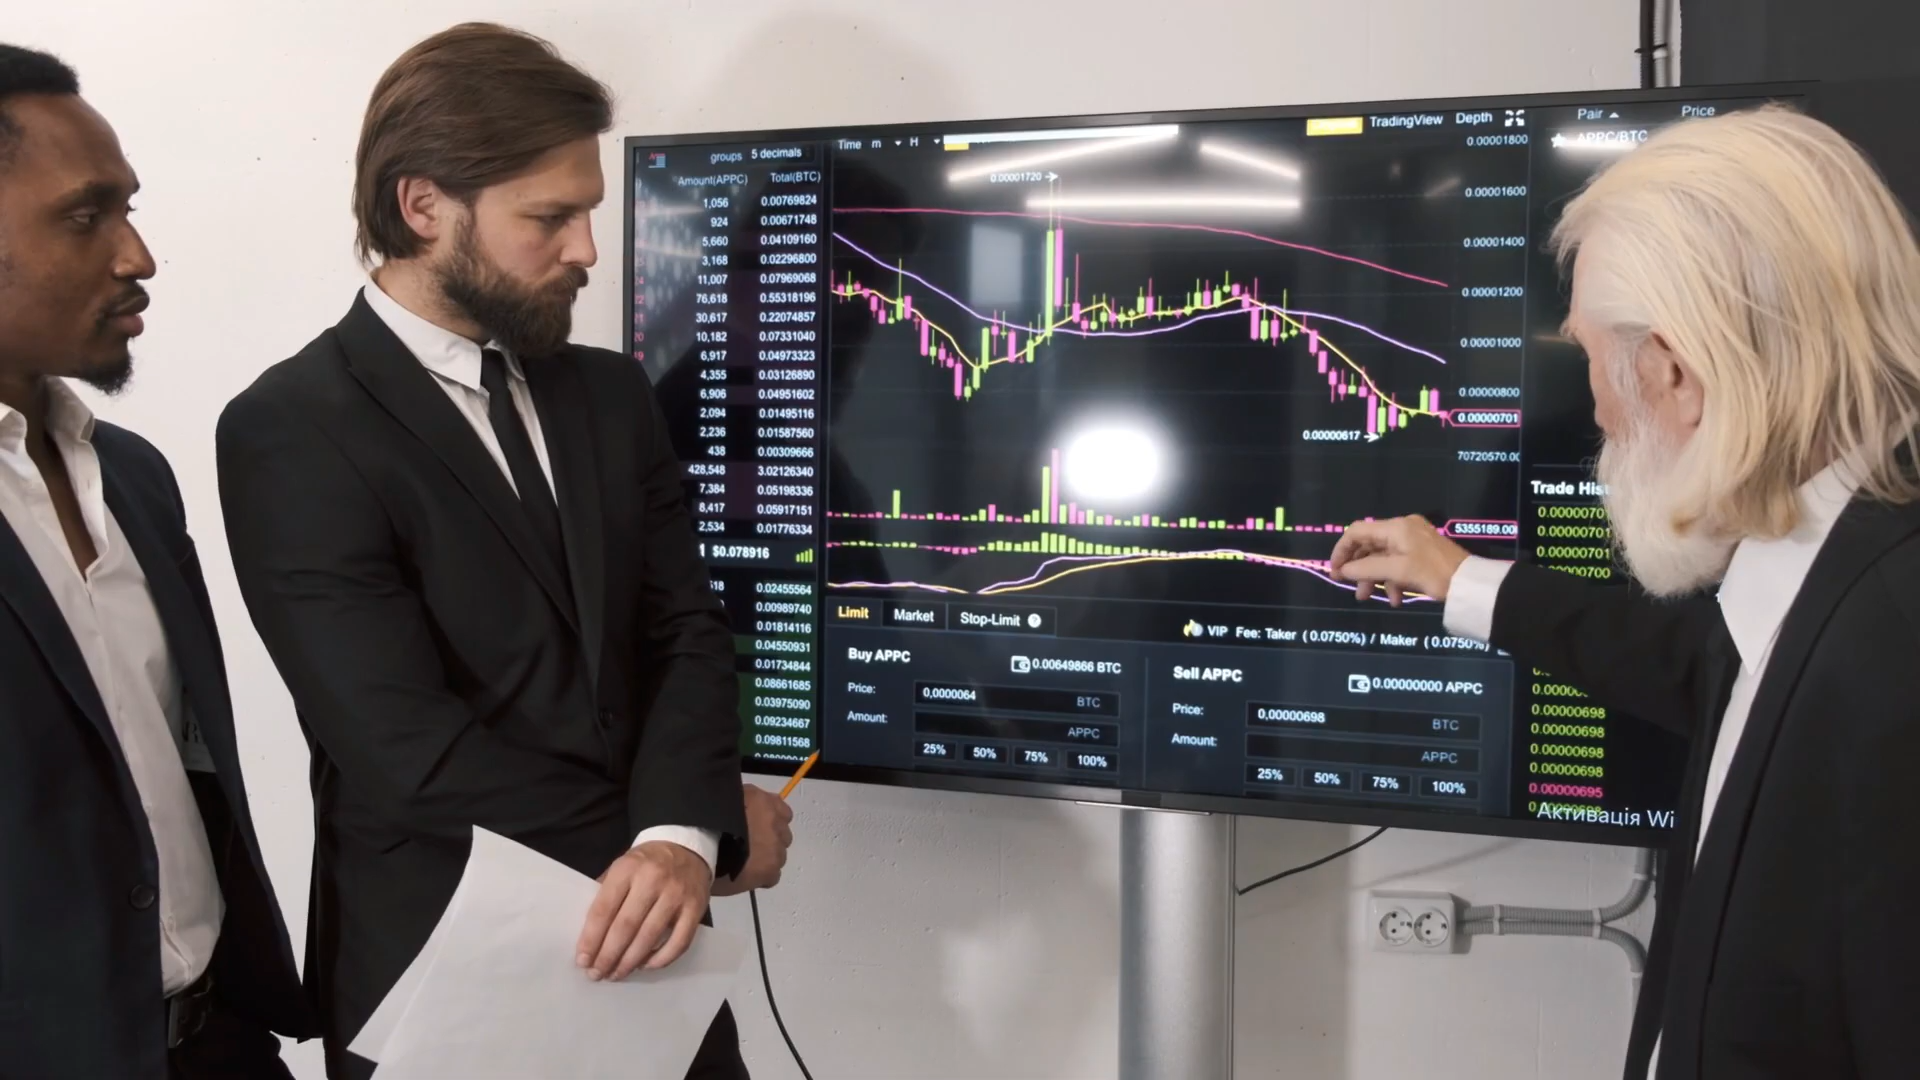 groups 5 decimals
Amount(APPC) Total(BTC)
1,056 0.00769824
924 0.00671748
5,660 0.04109160
3,168 0.02296800
11,007 0.07969068
76,618 0.55318196
30,617 0.22074857
10,182 0.07331040
6,917 0.04973323
4,355 0.03126890
6,906 0.04951602
2,094 0.01495116
2,236 0.01587560
438 0.00309666
428,548 3.02126340
7,384 0.05198336
8,417 0.05917151
2,534 0.01776334
$0.078916
0.02455564
0.00989740
0.01814116
0.04550931
0.01734844
0.08661685
0.03975090
0.09234667
0.09811568
Time m H
TradingView Depth
0.00001800
0.00001720
0.00001600
0.00001400
0.00001200
0.00001000
0.00000800
0.00000701
0.00000617
70720570.00
5355189.00
Limit Market Stop-Limit ?
VIP Fee: Taker ( 0.0750%) / Maker ( 0.0750%)
Buy APPC 0.00649866 BTC
Price: 0,0000064 BTC
Amount: APPC
25% 50% 75% 100%
Sell APPC 0.00000000 APPC
Price: 0,00000698 BTC
Amount: APPC
25% 50% 75% 100%
Pair Price
APPC/BTC
Trade Hist
0.0000070
0.00000701
0.00000701
0.00000700
0.00000698
0.00000698
0.00000698
0.00000698
0.00000695
Активація Wi